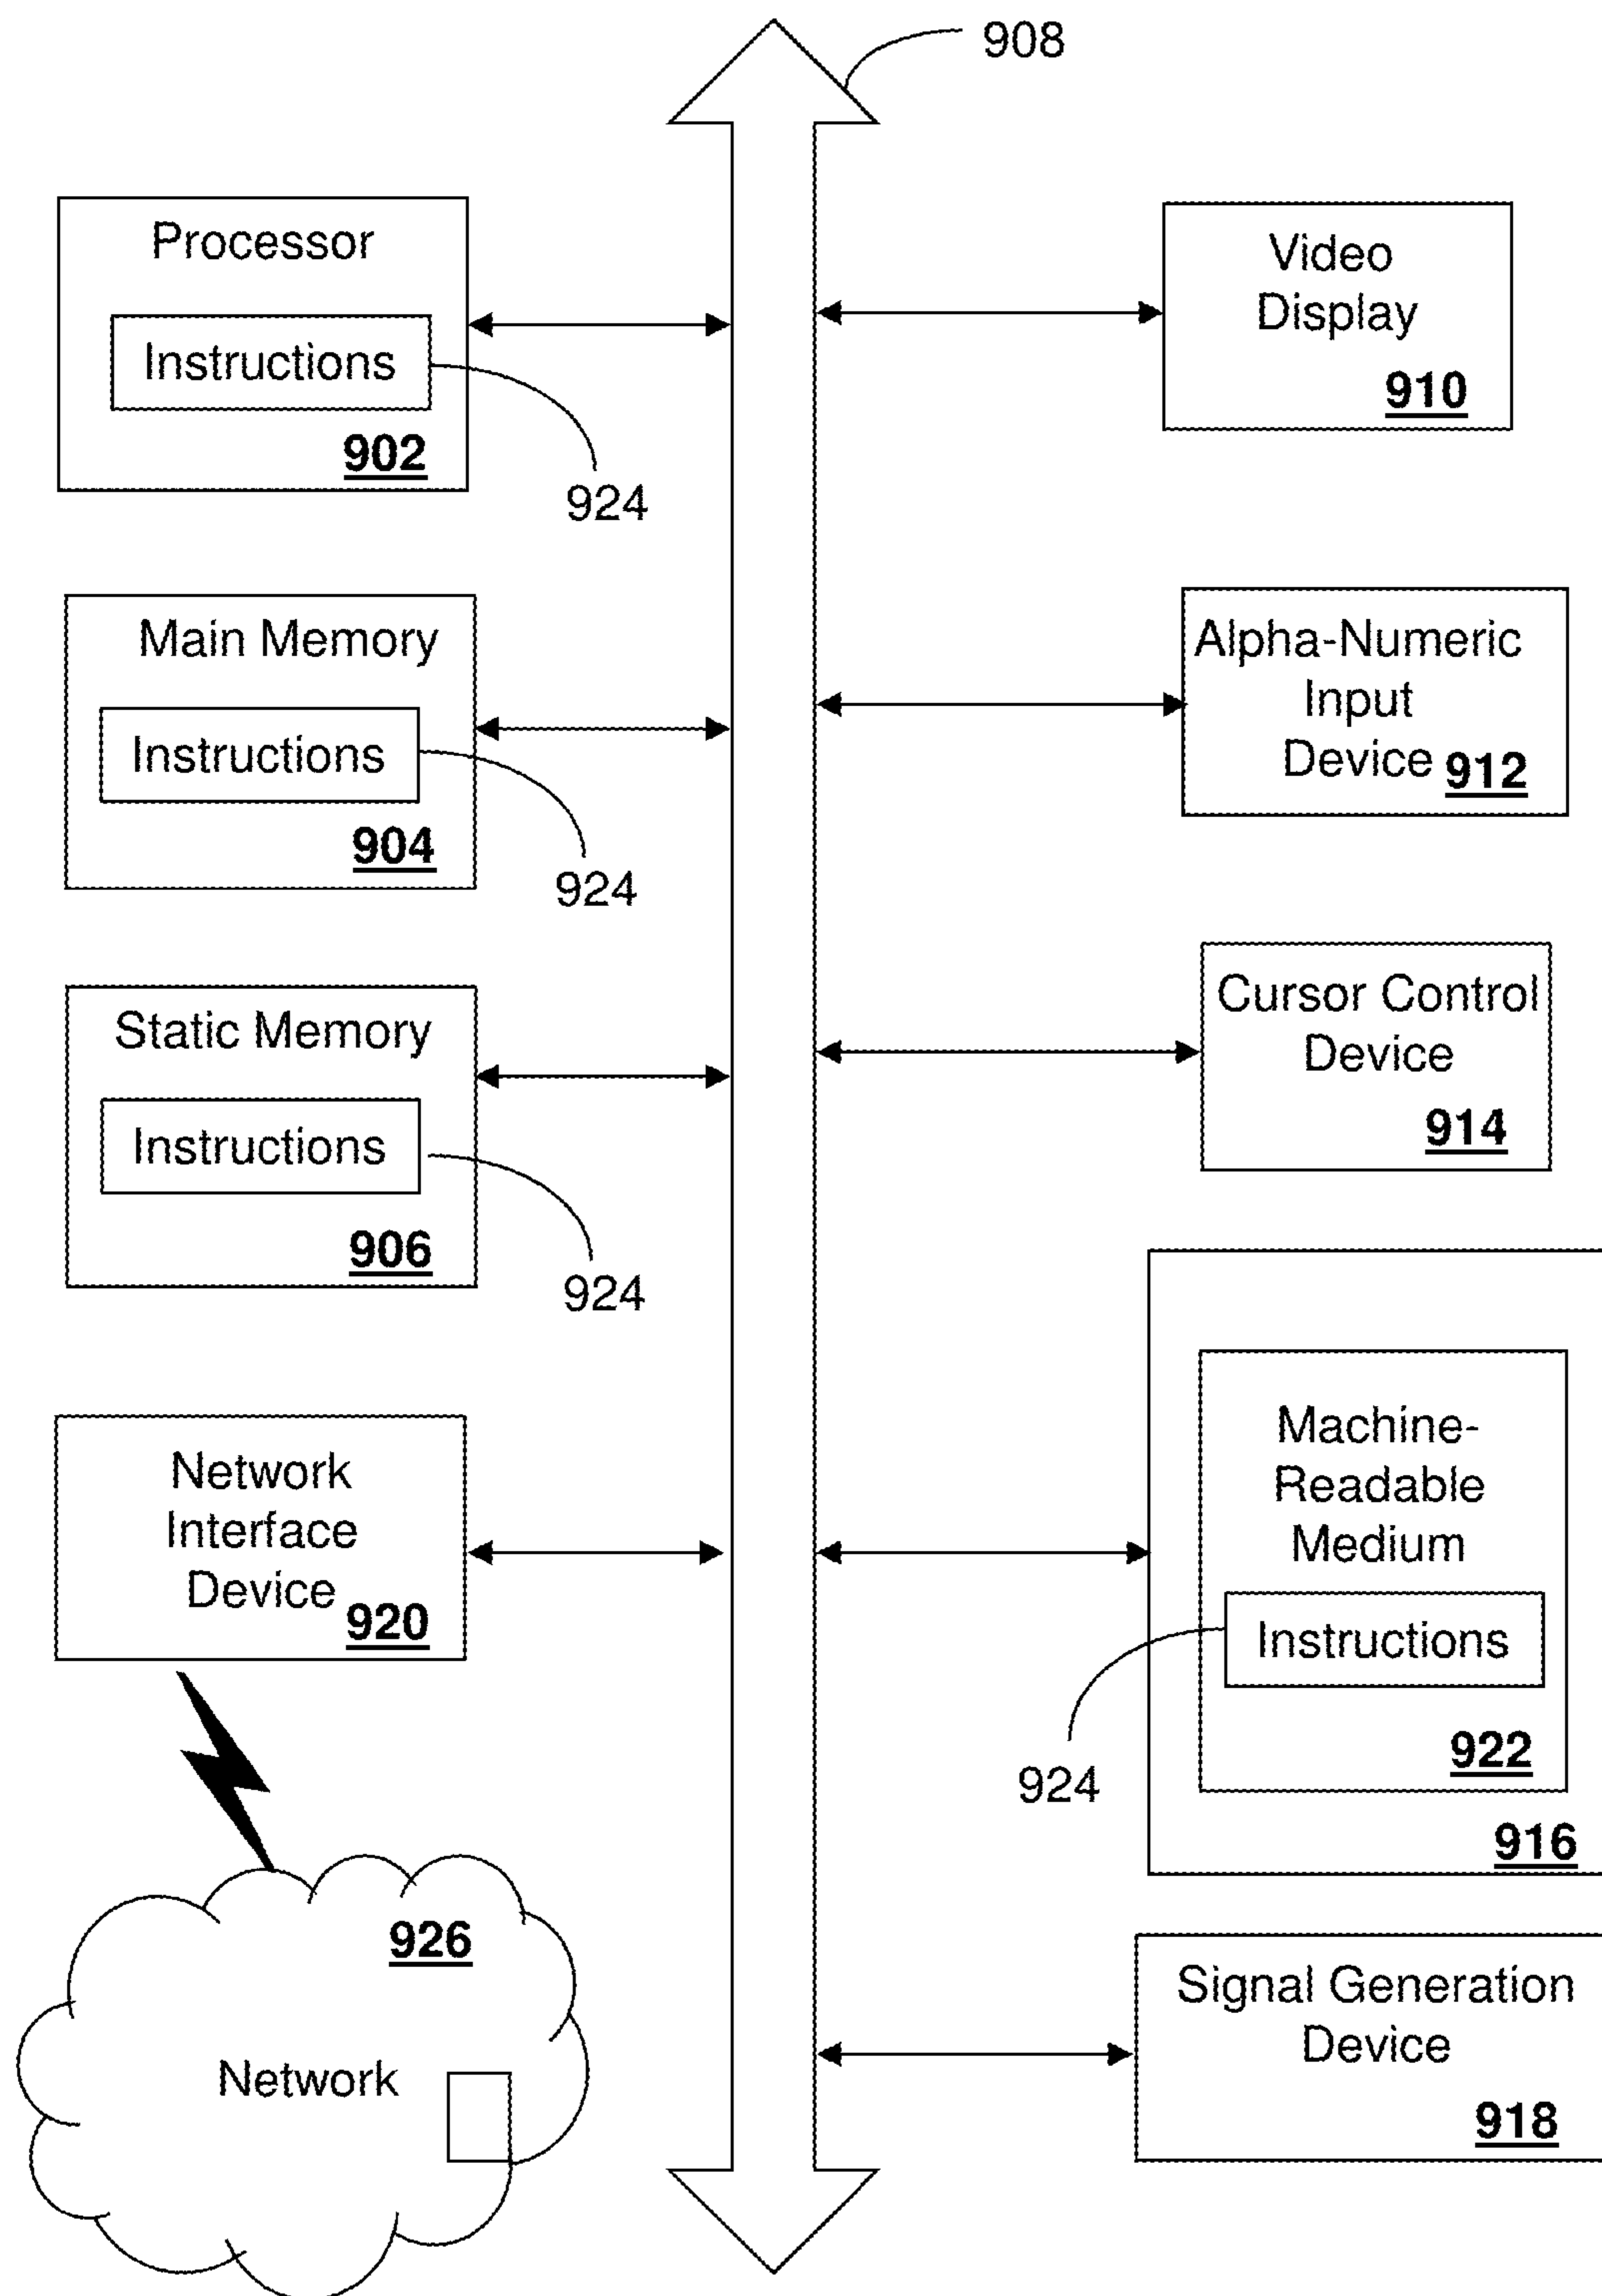 908
Processor
Instructions
902
924
Main Memory
Instructions
904
924
Static Memory
Instructions
906
924
Network
Interface
Device
920
926
Network
Video
Display
910
Alpha-Numeric
Input
Device
912
Cursor Control
Device
914
Machine-
Readable
Medium
Instructions
922
924
916
Signal Generation
Device
918